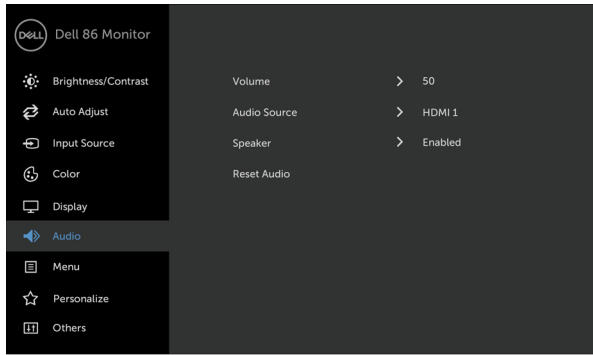 DELL Dell 86 Monitor
Brightness/Contrast
Auto Adjust
Input Source
Color
Display
Audio
Menu
Personalize
Others
Volume 50
Audio Source HDMI 1
Speaker Enabled
Reset Audio